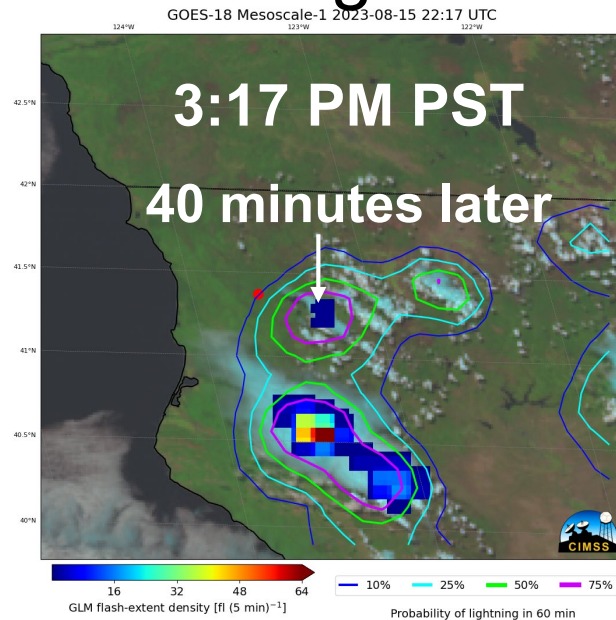 GOES-18 Mesoscale-1 2023-08-15 22:17 UTC
124°W 123°W 122°W
3:17 PM PST
40 minutes later
42.5°N
42°N
41.5°N
41°N
40.5°N
40°N
CIMSS
16 32 48 64
GLM flash-extent density [fl (5 min)⁻¹]
10% 25% 50% 75%
Probability of lightning in 60 min